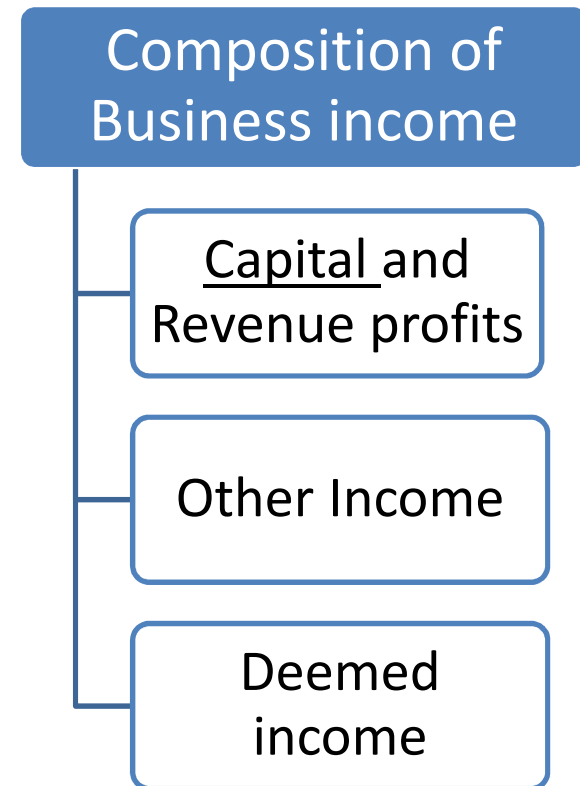 Composition of
Business income
Capital and
Revenue profits
Other Income
Deemed
income